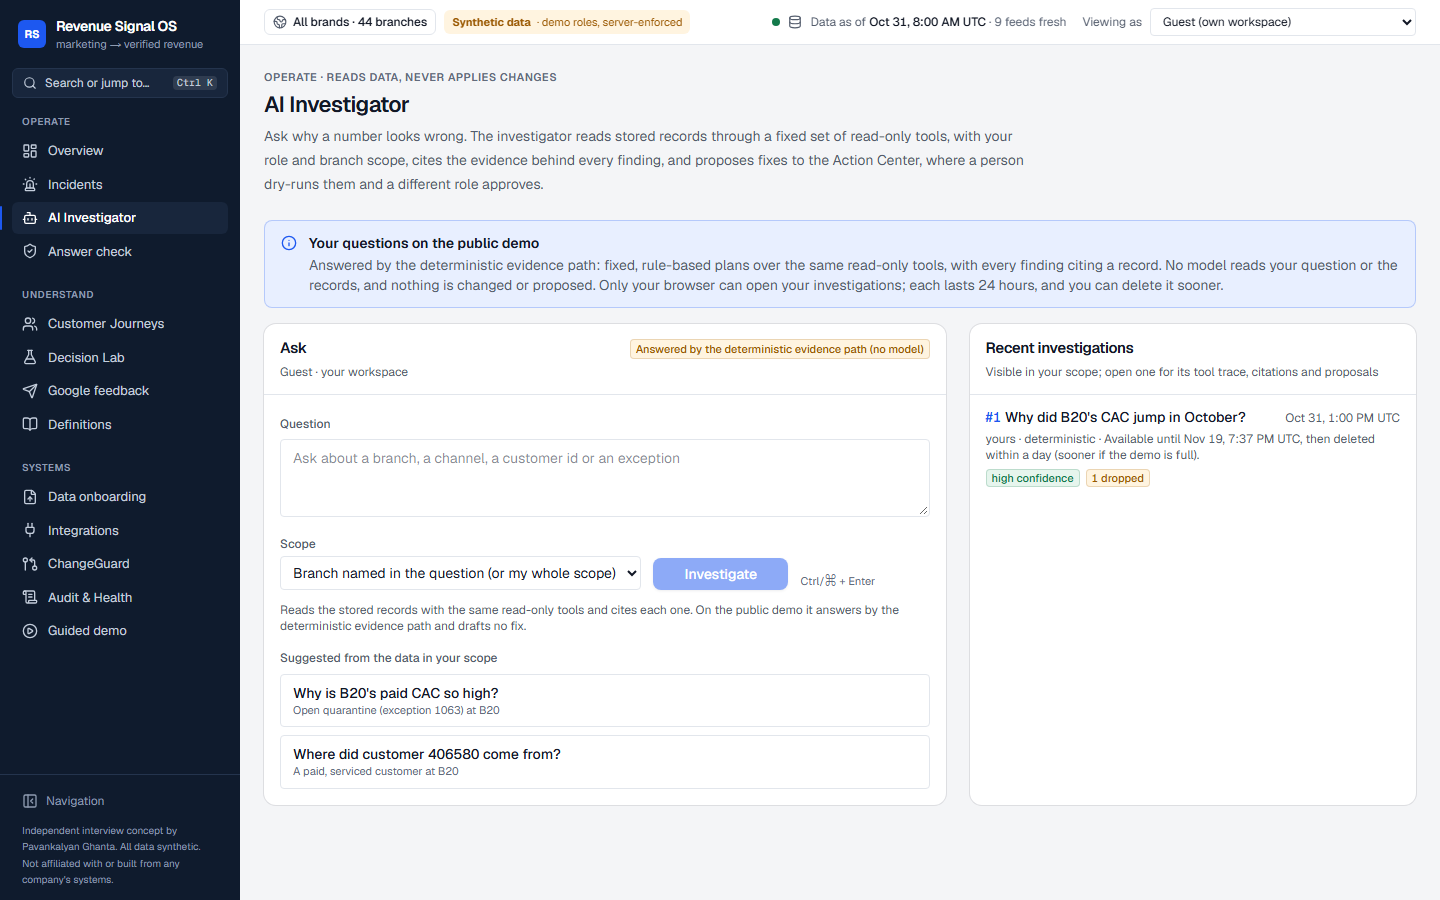 RS
Revenue Signal OS
marketing → verified revenue
Search or jump to...
Ctrl K
OPERATE
Overview
Incidents
AI Investigator
Answer check
UNDERSTAND
Customer Journeys
Decision Lab
Google feedback
Definitions
SYSTEMS
Data onboarding
Integrations
ChangeGuard
Audit & Health
Guided demo
Navigation
Independent interview concept by
Pavankalyan Ghanta. All data synthetic.
Not affiliated with or built from any
company's systems.
All brands · 44 branches
Synthetic data · demo roles, server-enforced
Data as of Oct 31, 8:00 AM UTC · 9 feeds fresh
Viewing as
Guest (own workspace)
OPERATE · READS DATA, NEVER APPLIES CHANGES
AI Investigator
Ask why a number looks wrong. The investigator reads stored records through a fixed set of read-only tools, with your
role and branch scope, cites the evidence behind every finding, and proposes fixes to the Action Center, where a person
dry-runs them and a different role approves.
Your questions on the public demo
Answered by the deterministic evidence path: fixed, rule-based plans over the same read-only tools, with every finding citing a record. No model reads your question or the
records, and nothing is changed or proposed. Only your browser can open your investigations; each lasts 24 hours, and you can delete it sooner.
Ask
Answered by the deterministic evidence path (no model)
Guest · your workspace
Question
Ask about a branch, a channel, a customer id or an exception
Scope
Branch named in the question (or my whole scope)
Investigate
Ctrl/⌘ + Enter
Reads the stored records with the same read-only tools and cites each one. On the public demo it answers by the
deterministic evidence path and drafts no fix.
Suggested from the data in your scope
Why is B20's paid CAC so high?
Open quarantine (exception 1063) at B20
Where did customer 406580 come from?
A paid, serviced customer at B20
Recent investigations
Visible in your scope; open one for its tool trace, citations and proposals
#1 Why did B20's CAC jump in October?
Oct 31, 1:00 PM UTC
yours · deterministic · Available until Nov 19, 7:37 PM UTC, then deleted
within a day (sooner if the demo is full).
high confidence
1 dropped